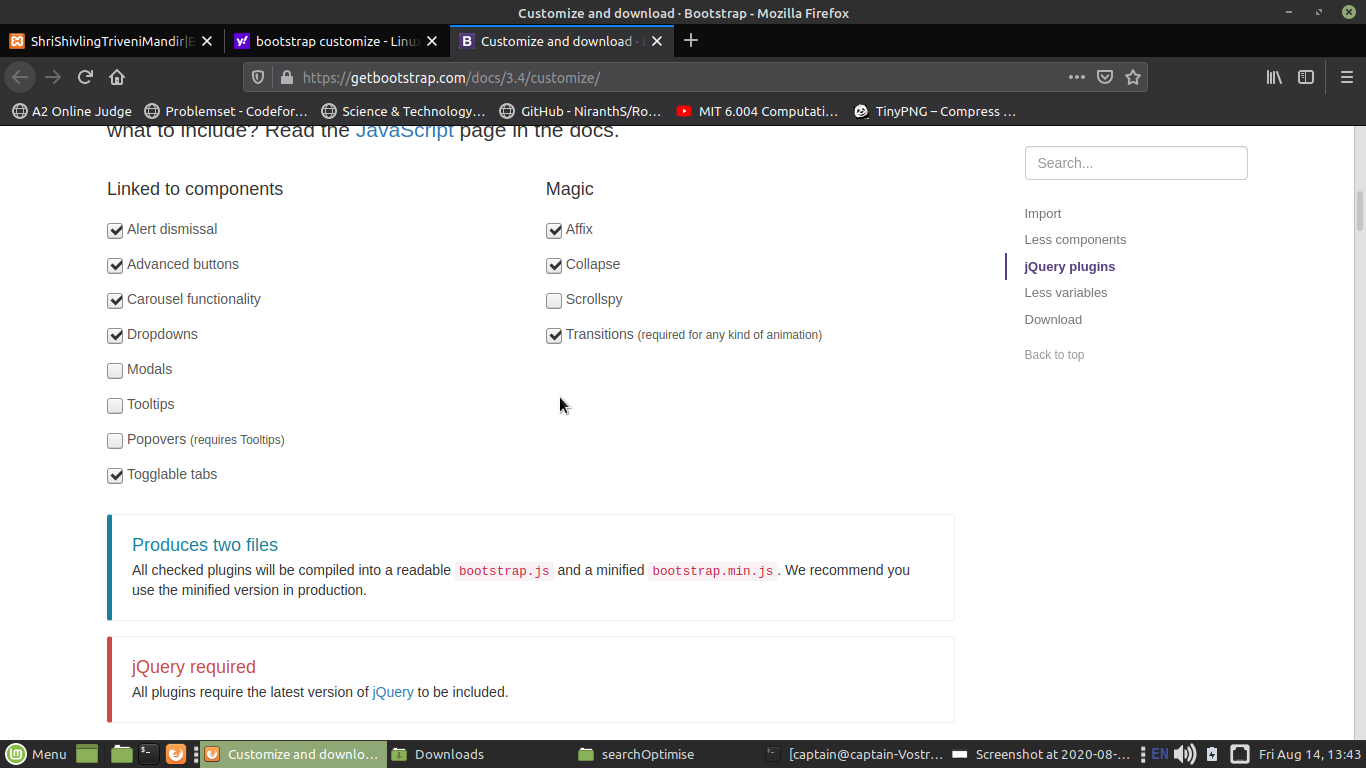 Customize and download · Bootstrap - Mozilla Firefox
ShriShivlingTriveniMandir|B
bootstrap customize - Linux
Customize and download ·
https://getbootstrap.com/docs/3.4/customize/
A2 Online Judge
Problemset - Codefor…
Science & Technology…
GitHub - NiranthS/Ro…
MIT 6.004 Computati…
TinyPNG – Compress …
what to include? Read the JavaScript page in the docs.
Linked to components
Alert dismissal
Advanced buttons
Carousel functionality
Dropdowns
Modals
Tooltips
Popovers (requires Tooltips)
Togglable tabs
Magic
Affix
Collapse
Scrollspy
Transitions (required for any kind of animation)
Search...
Import
Less components
jQuery plugins
Less variables
Download
Back to top
Produces two files
All checked plugins will be compiled into a readable bootstrap.js and a minified bootstrap.min.js. We recommend you
use the minified version in production.
jQuery required
All plugins require the latest version of jQuery to be included.
Menu
Customize and downlo...
Downloads
searchOptimise
[captain@captain-Vostr...
Screenshot at 2020-08-...
EN
Fri Aug 14, 13:43